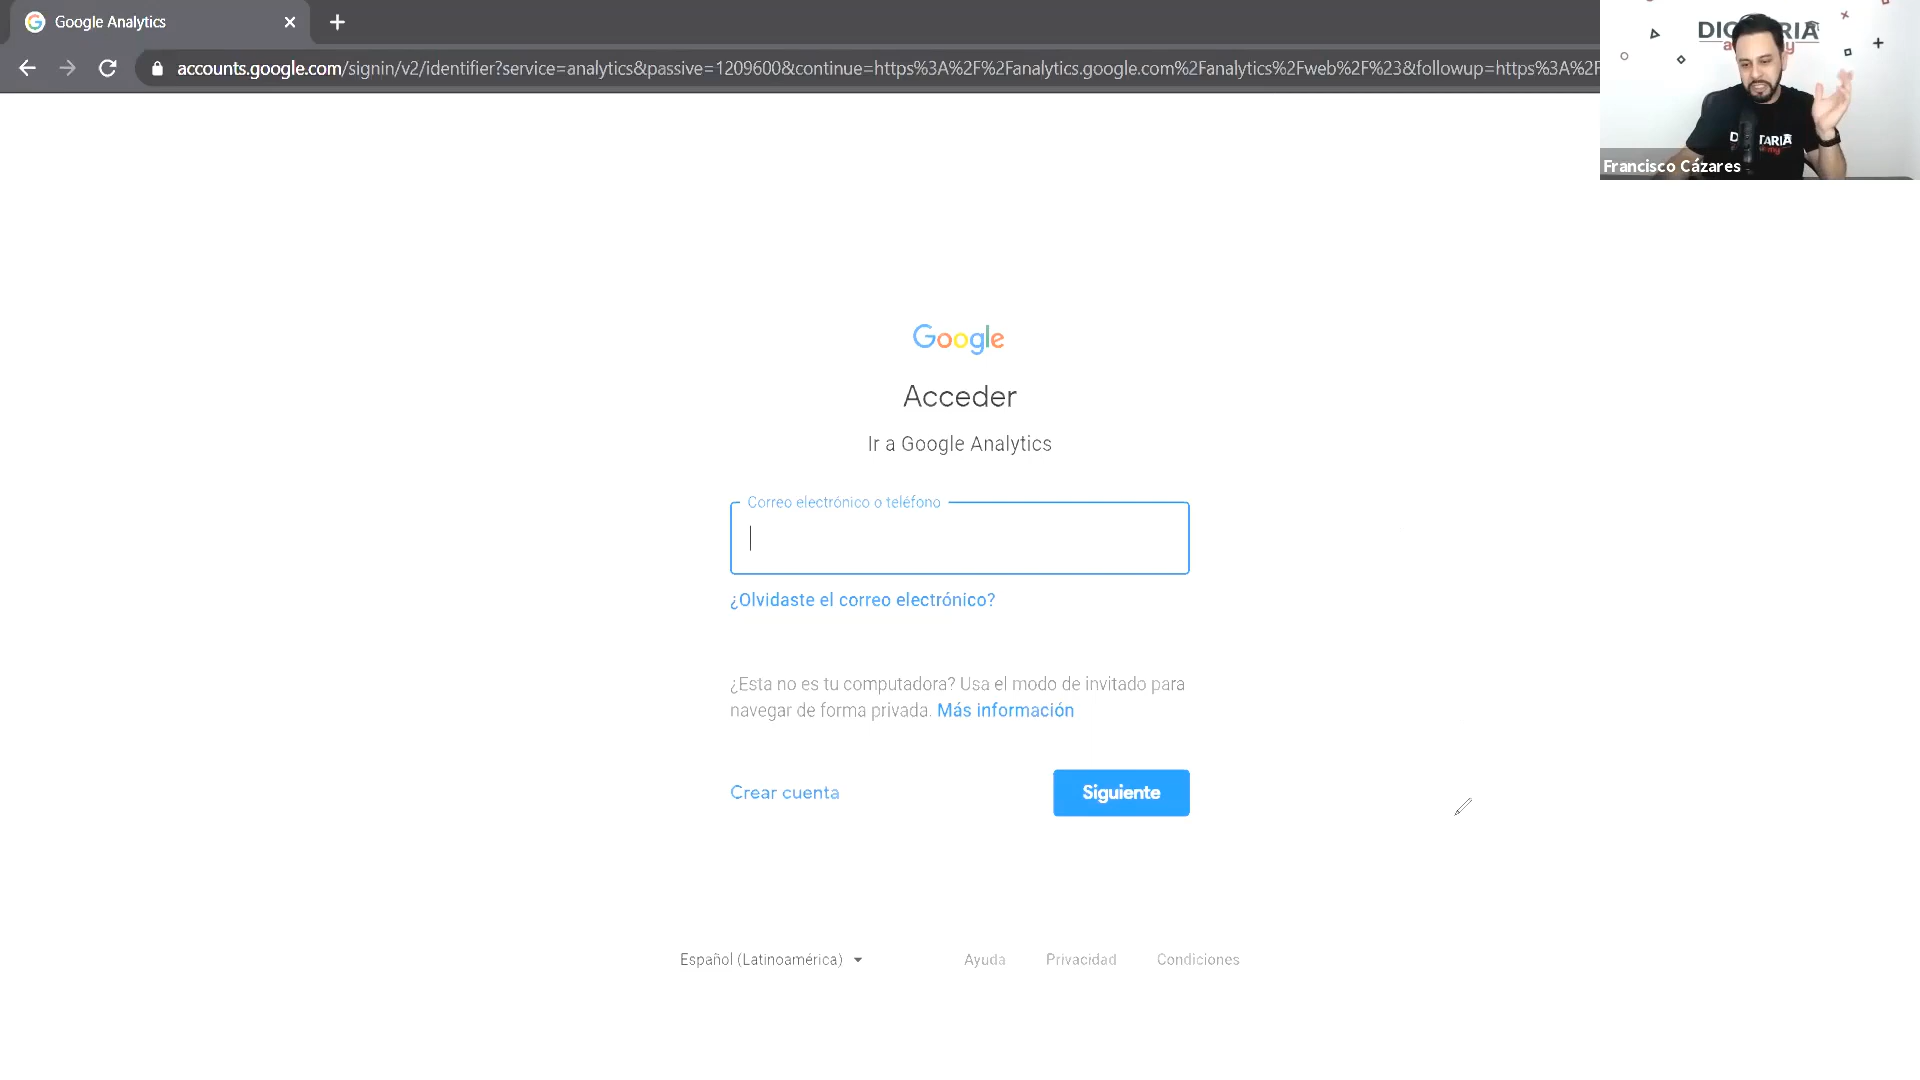 Google Analytics
accounts.google.com/signin/v2/identifier?service=analytics&passive=1209600&continue=https%3A%2F%2Fanalytics.google.com%2Fanalytics%2Fweb%2F%23&followup=https%3A%2F
Francisco Cázares
Google
Acceder
Ir a Google Analytics
Correo electrónico o teléfono
¿Olvidaste el correo electrónico?
¿Esta no es tu computadora? Usa el modo de invitado para
navegar de forma privada. Más información
Crear cuenta
Siguiente
Español (Latinoamérica)
Ayuda
Privacidad
Condiciones